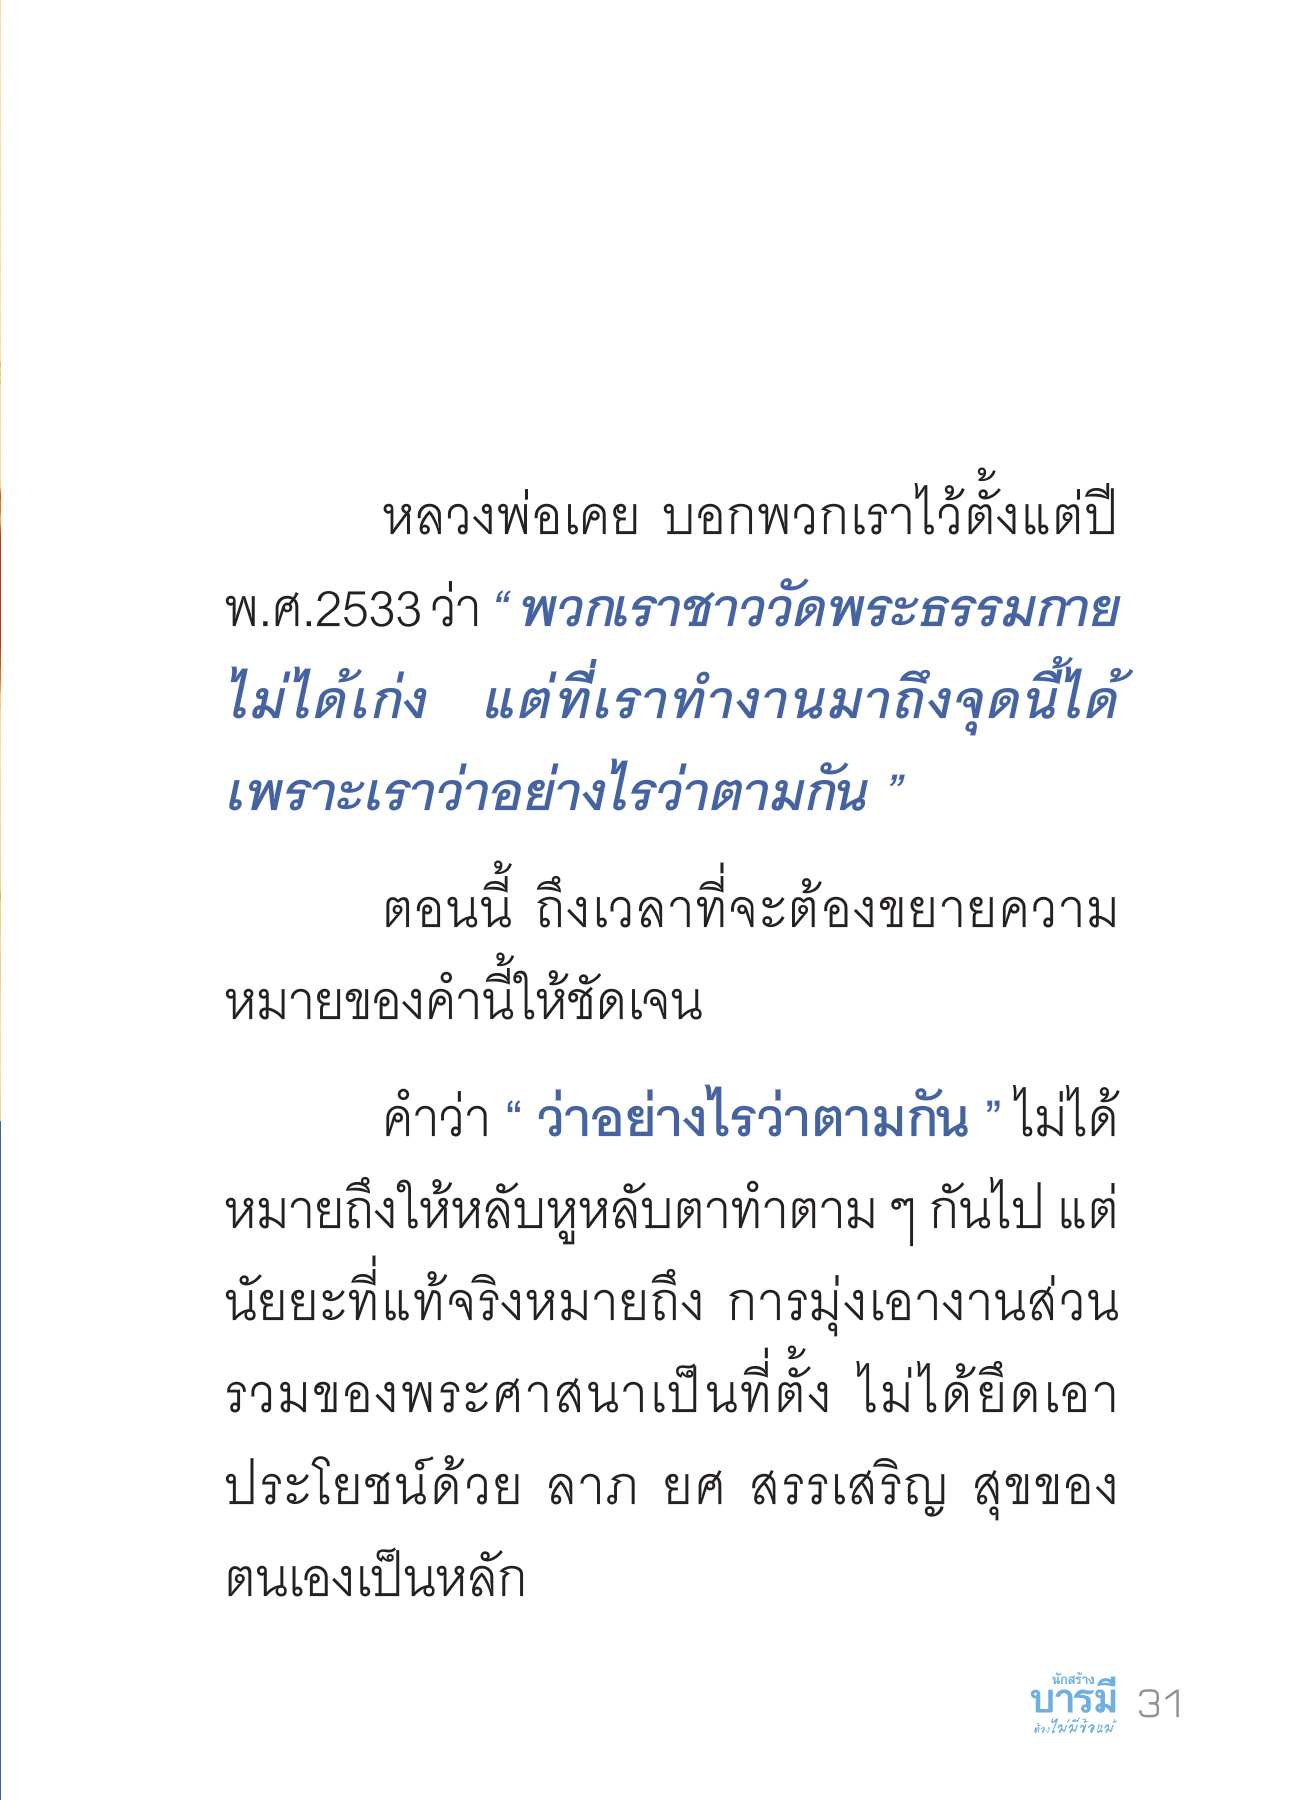 หลวงพ่อเคย บอกพวกเราไว้ตั้งแต่ปี
พ.ศ.2533 ว่า “ พวกเราชาววัดพระธรรมกาย
ไม่ได้เก่ง แต่ที่เราทำงานมาถึงจุดนี้ได้
เพราะเราว่าอย่างไรว่าตามกัน ”
ตอนนี้ ถึงเวลาที่จะต้องขยายความ
หมายของคำนี้ให้ชัดเจน
คำว่า “ ว่าอย่างไรว่าตามกัน ” ไม่ได้
หมายถึงให้หลับหูหลับตาทำตาม ๆ กันไป แต่
นัยยะที่แท้จริงหมายถึง การมุ่งเอางานส่วน
รวมของพระศาสนาเป็นที่ตั้ง ไม่ได้ยึดเอา
ประโยชน์ด้วย ลาภ ยศ สรรเสริญ สุขของ
ตนเองเป็นหลัก
นักสร้าง
บารมี 31
ต้องไม่มีข้อแม้